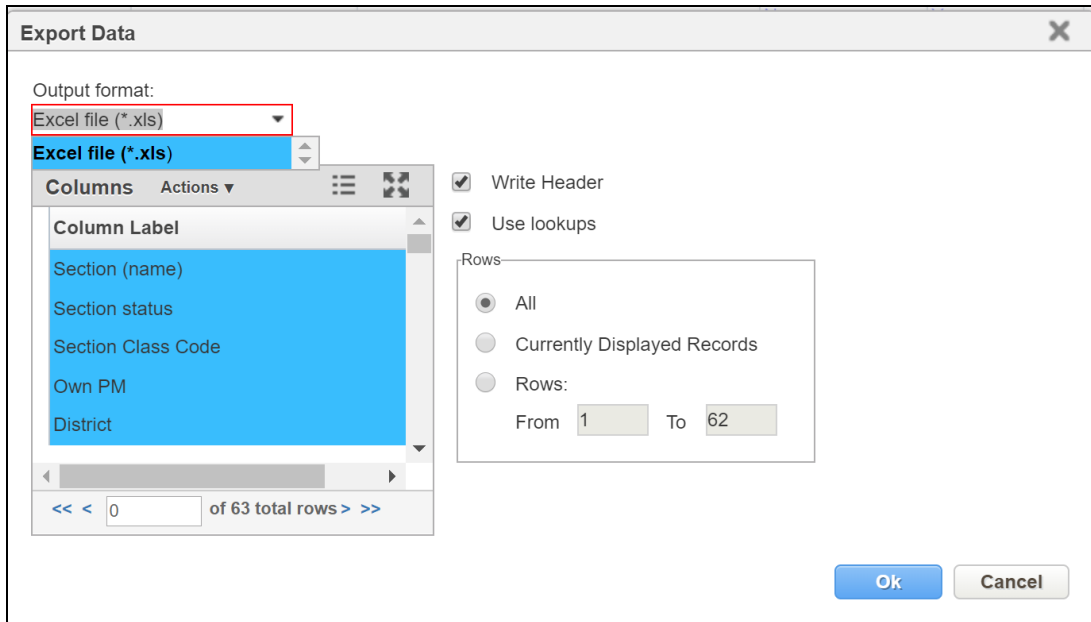 Export Data
Output format:
Excel file (*.xls)
Excel file (*.xls)
Columns Actions ▼
Column Label
Section (name)
Section status
Section Class Code
Own PM
District
<< < 0 of 63 total rows > >>
Write Header
Use lookups
Rows
All
Currently Displayed Records
Rows:
From 1 To 62
Ok Cancel